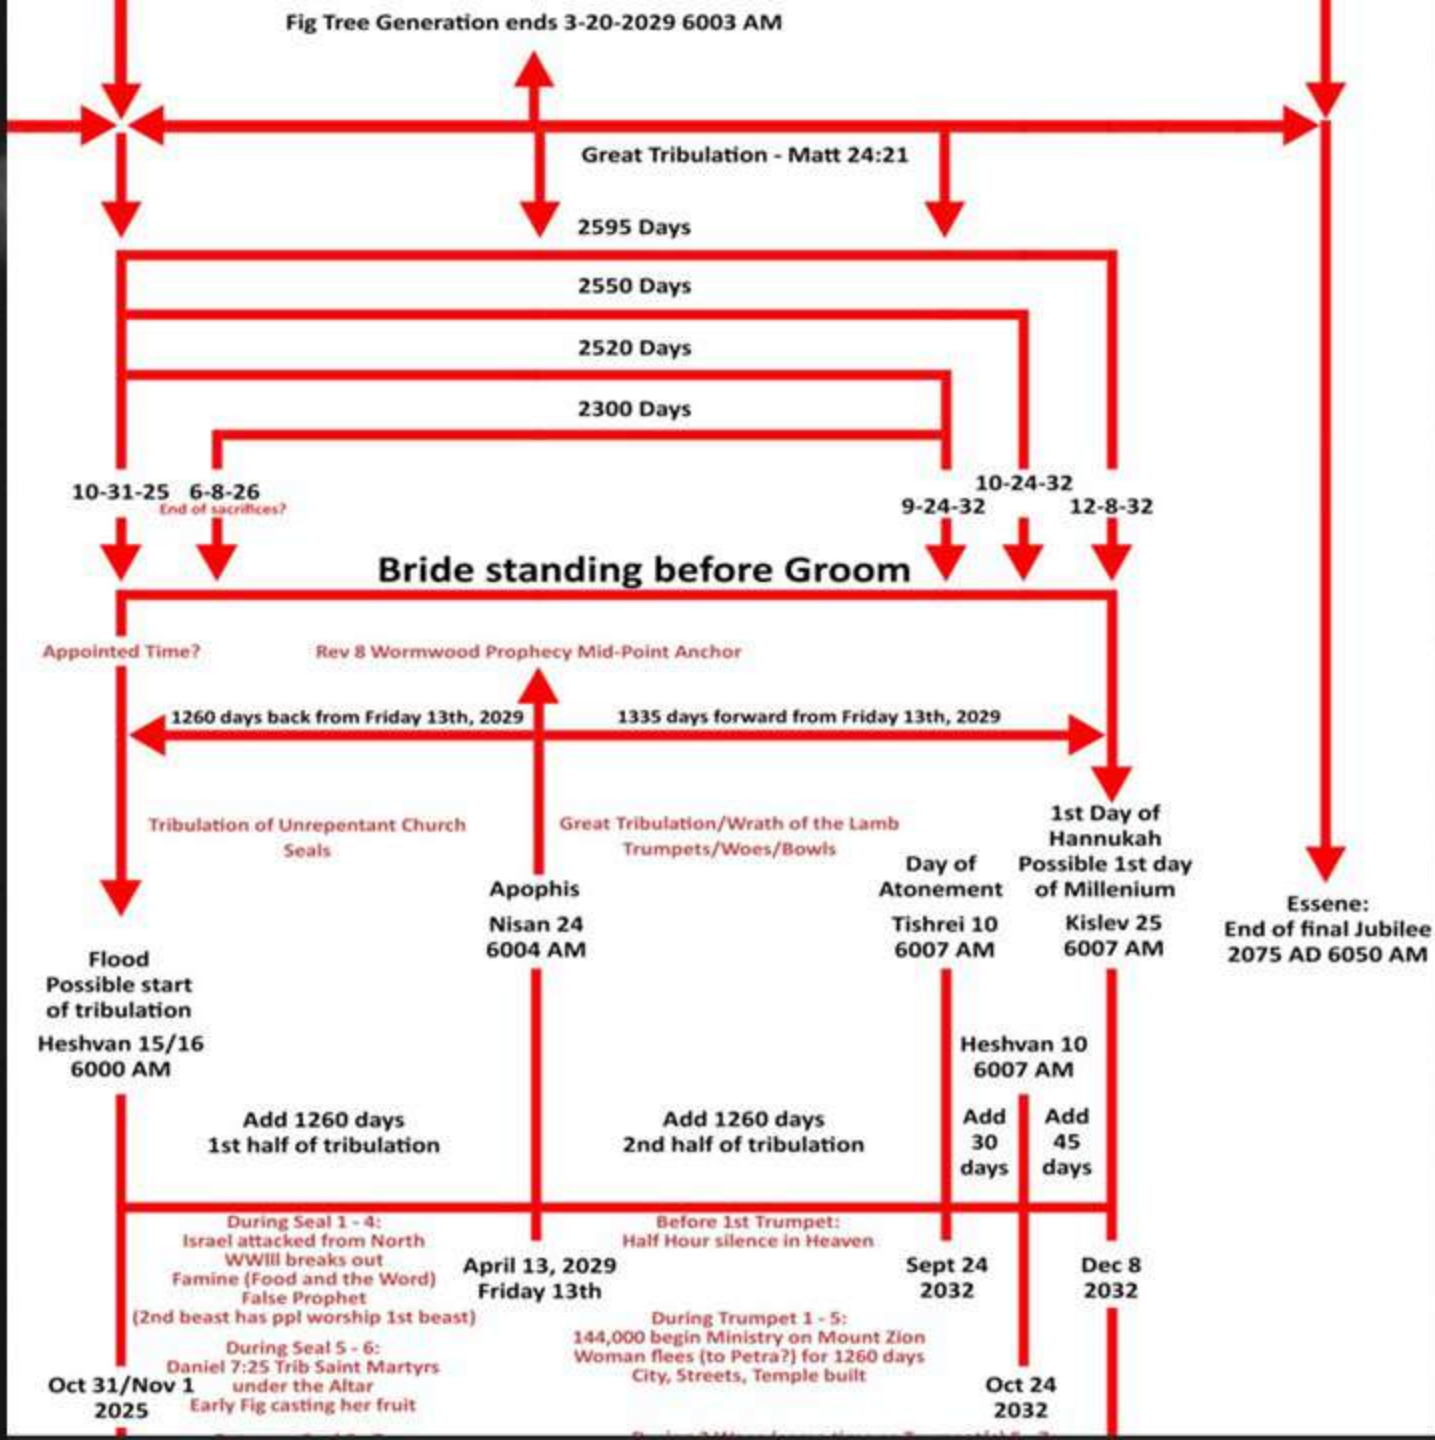 Fig Tree Generation ends 3-20-2029 6003 AM
Great Tribulation - Matt 24:21
2595 Days
2550 Days
2520 Days
2300 Days
10-31-25
6-8-26
End of sacrifices?
9-24-32
10-24-32
12-8-32
Bride standing before Groom
Appointed Time?
Rev 8 Wormwood Prophecy Mid-Point Anchor
1260 days back from Friday 13th, 2029
1335 days forward from Friday 13th, 2029
Tribulation of Unrepentant Church
Seals
Great Tribulation/Wrath of the Lamb
Trumpets/Woes/Bowls
1st Day of
Hannukah
Possible 1st day
of Millenium
Kislev 25
6007 AM
Day of
Atonement
Tishrei 10
6007 AM
Apophis
Nisan 24
6004 AM
Essene:
End of final Jubilee
2075 AD 6050 AM
Flood
Possible start
of tribulation
Heshvan 15/16
6000 AM
Heshvan 10
6007 AM
Add 1260 days
1st half of tribulation
Add 1260 days
2nd half of tribulation
Add
30
days
Add
45
days
During Seal 1 - 4:
Israel attacked from North
WWIII breaks out
Famine (Food and the Word)
False Prophet
(2nd beast has ppl worship 1st beast)
During Seal 5 - 6:
Daniel 7:25 Trib Saint Martyrs
under the Altar
Early Fig casting her fruit
Before 1st Trumpet:
Half Hour silence in Heaven
April 13, 2029
Friday 13th
During Trumpet 1 - 5:
144,000 begin Ministry on Mount Zion
Woman flees (to Petra?) for 1260 days
City, Streets, Temple built
Sept 24
2032
Dec 8
2032
Oct 31/Nov 1
2025
Oct 24
2032